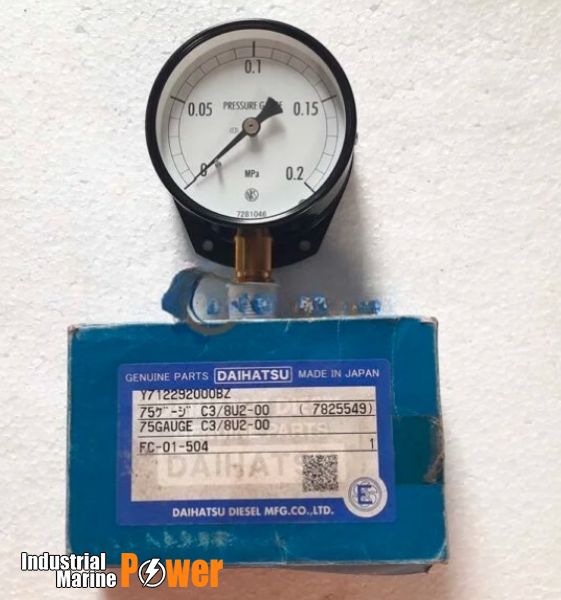 0.1
0.05 0.15
PRESSURE GAUGE
0 0.2
MPa
7281046
GENUINE PARTS DAIHATSU MADE IN JAPAN
Y712292000BZ
75ゲージ C3/8U2-00 ( 7825549)
75GAUGE C3/8U2-00
FC-01-504 1
DAIHATSU
E
DAIHATSU DIESEL MFG.CO.,LTD.
Industrial
Marine Power